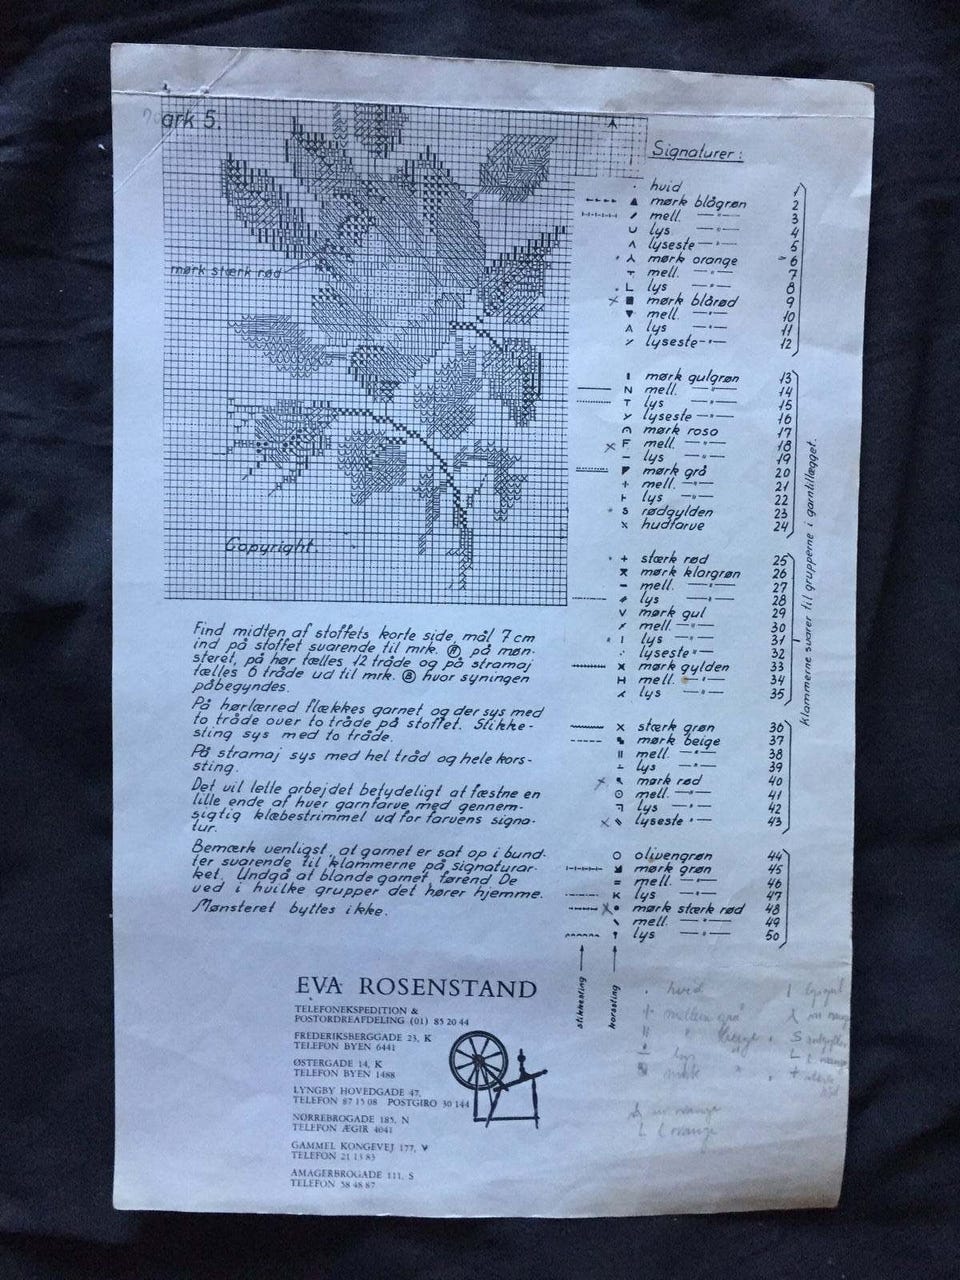 ark 5.
mørk stærk rød
Copyright.
Signaturer:
· hvid 1
▲ mørk blågrøn 2
mell. —"— 3
∪ lys —"— 4
∧ lyseste —"— 5
mørk orange 6
mell. —"— 7
L lys —"— 8
■ mørk blårød 9
▼ mell. —"— 10
∧ lys —"— 11
lyseste —"— 12
ı mørk gulgrøn 13
N mell. —"— 14
T lys —"— 15
Y lyseste —"— 16
mørk rosa 17
F mell. —"— 18
– lys —"— 19
mørk grå 20
+ mell. —"— 21
lys —"— 22
s rødgylden 23
hudfarve 24
+ stærk rød 25
mørk klargrøn 26
– mell. —"— 27
lys —"— 28
v mørk gul 29
mell. —"— 30
ı lys —"— 31
lyseste —"— 32
x mørk gylden 33
H mell. —"— 34
lys —"— 35
x stærk grøn 36
mørk beige 37
ıı mell. —"— 38
lys —"— 39
mørk rød 40
⊙ mell. —"— 41
lys —"— 42
lyseste —"— 43
o olivengrøn 44
mørk grøn 45
= mell. —"— 46
K lys —"— 47
• mørk stærk rød 48
mell. —"— 49
lys —"— 50
Klammerne svarer til grupperne i garntillægget.
stikkesting
korssting
Find midten af stoffets korte side, mål 7 cm
ind på stoffet svarende til mrk. Ⓐ på møn-
steret, på hør tælles 12 tråde og på stramaj
tælles 6 tråde ud til mrk. Ⓑ hvor syningen
påbegyndes.
På hørlærred flækkes garnet og der sys med
to tråde over to tråde på stoffet. Stikke-
sting sys med to tråde.
På stramaj sys med hel tråd og hele kors-
sting.
Det vil lette arbejdet betydeligt at fæstne en
lille ende af hver garnfarve med gennem-
sigtig klæbestrimmel ud for farvens signa-
tur.
Bemærk venligst, at garnet er sat op i bund-
ter svarende til klammerne på signaturar-
ket. Undgå at blande garnet førend De
ved i hvilke grupper det hører hjemme.
Mønsteret byttes ikke.
EVA ROSENSTAND
TELEFONEKSPEDITION &
POSTORDREAFDELING (01) 85 20 44
FREDERIKSBERGGADE 23, K
TELEFON BYEN 6441
ØSTERGADE 14, K
TELEFON BYEN 1488
LYNGBY HOVEDGADE 47,
TELEFON 87 15 08 POSTGIRO 30 144
NØRREBROGADE 185, N
TELEFON ÆGIR 4041
GAMMEL KONGEVEJ 177, V
TELEFON 21 13 83
AMAGERBROGADE 111, S
TELEFON 58 48 87
· hvid
mellem grå
" beige
lys "
mørk "
m orange
L l orange
S
L l orange
+